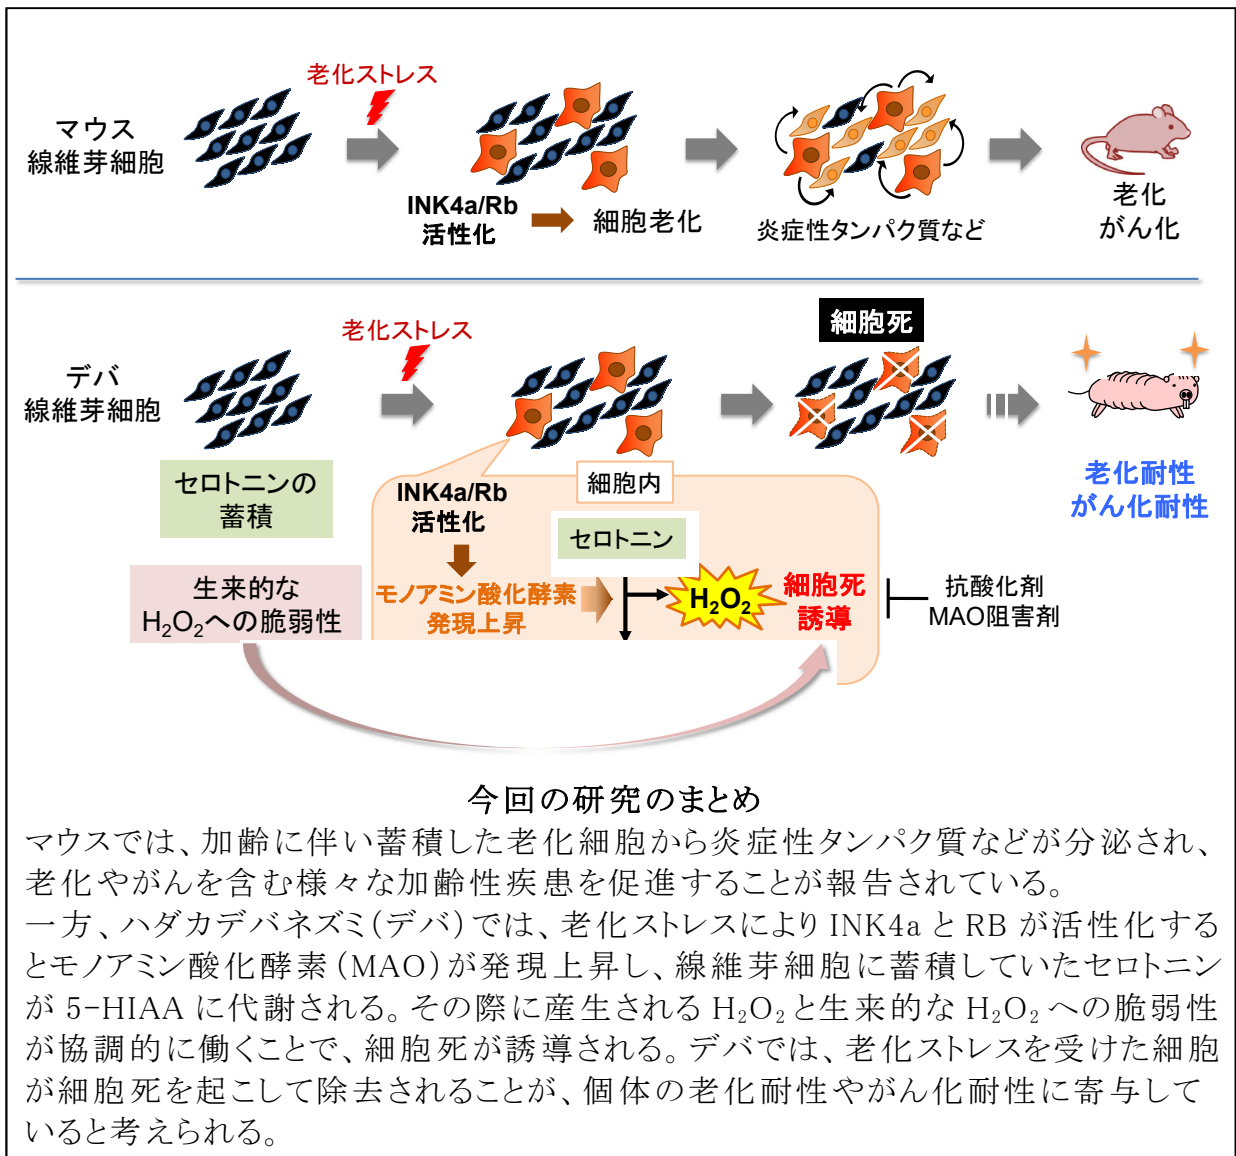 老化ストレス
マウス
線維芽細胞
INK4a/Rb
活性化
細胞老化
炎症性タンパク質など
老化
がん化
細胞死
老化ストレス
デバ
線維芽細胞
老化耐性
がん化耐性
セロトニンの
蓄積
INK4a/Rb
活性化
細胞内
セロトニン
生来的な
H₂O₂への脆弱性
モノアミン酸化酵素
発現上昇
H₂O₂
細胞死
誘導
抗酸化剤
MAO阻害剤
今回の研究のまとめ
マウスでは、加齢に伴い蓄積した老化細胞から炎症性タンパク質などが分泌され、
老化やがんを含む様々な加齢性疾患を促進することが報告されている。
一方、ハダカデバネズミ(デバ)では、老化ストレスにより INK4a と RB が活性化する
とモノアミン酸化酵素(MAO)が発現上昇し、線維芽細胞に蓄積していたセロトニン
が 5-HIAA に代謝される。その際に産生される H₂O₂ と生来的な H₂O₂ への脆弱性
が協調的に働くことで、細胞死が誘導される。デバでは、老化ストレスを受けた細胞
が細胞死を起こして除去されることが、個体の老化耐性やがん化耐性に寄与して
いると考えられる。